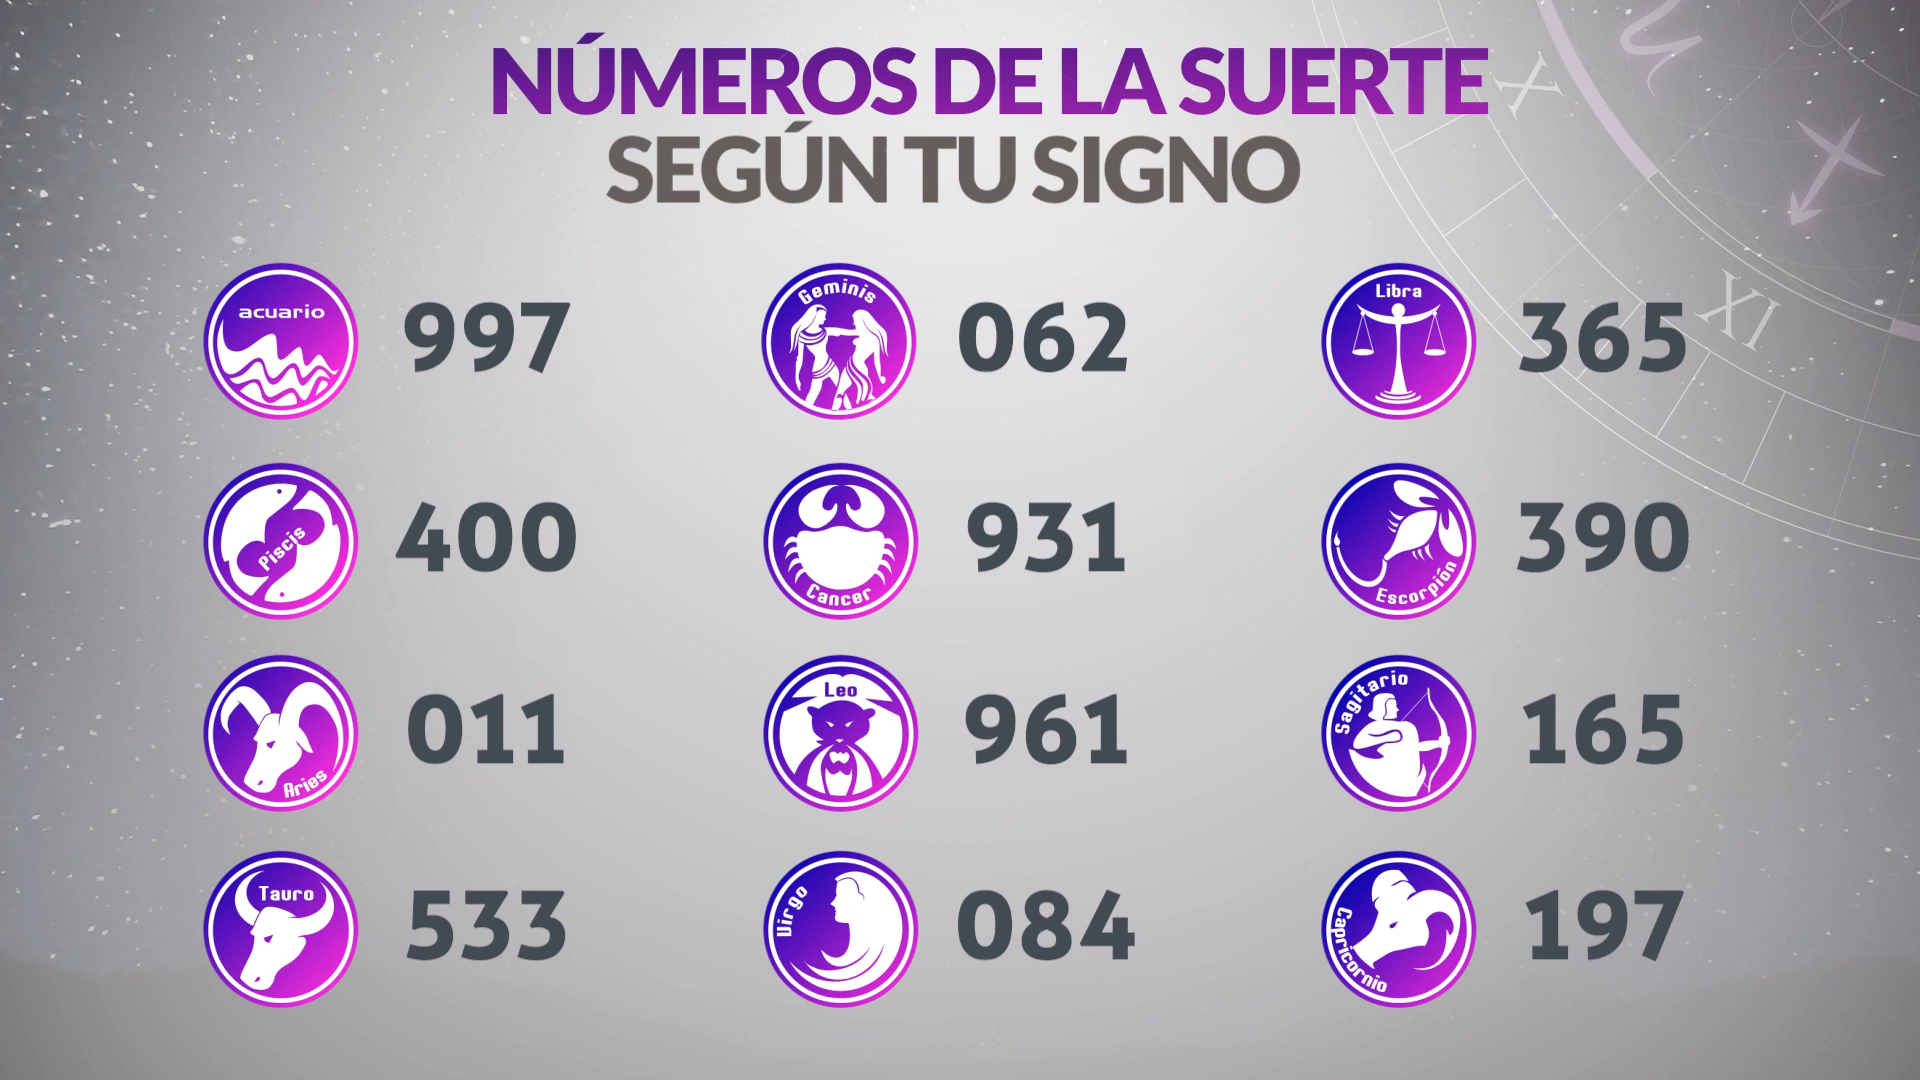 NÚMEROS DE LA SUERTE
SEGÚN TU SIGNO
acuario 997
Geminis 062
Libra 365
Piscis 400
Cancer 931
Escorpión 390
Aries 011
Leo 961
Sagitario 165
Tauro 533
Virgo 084
Capricornio 197
X
XI